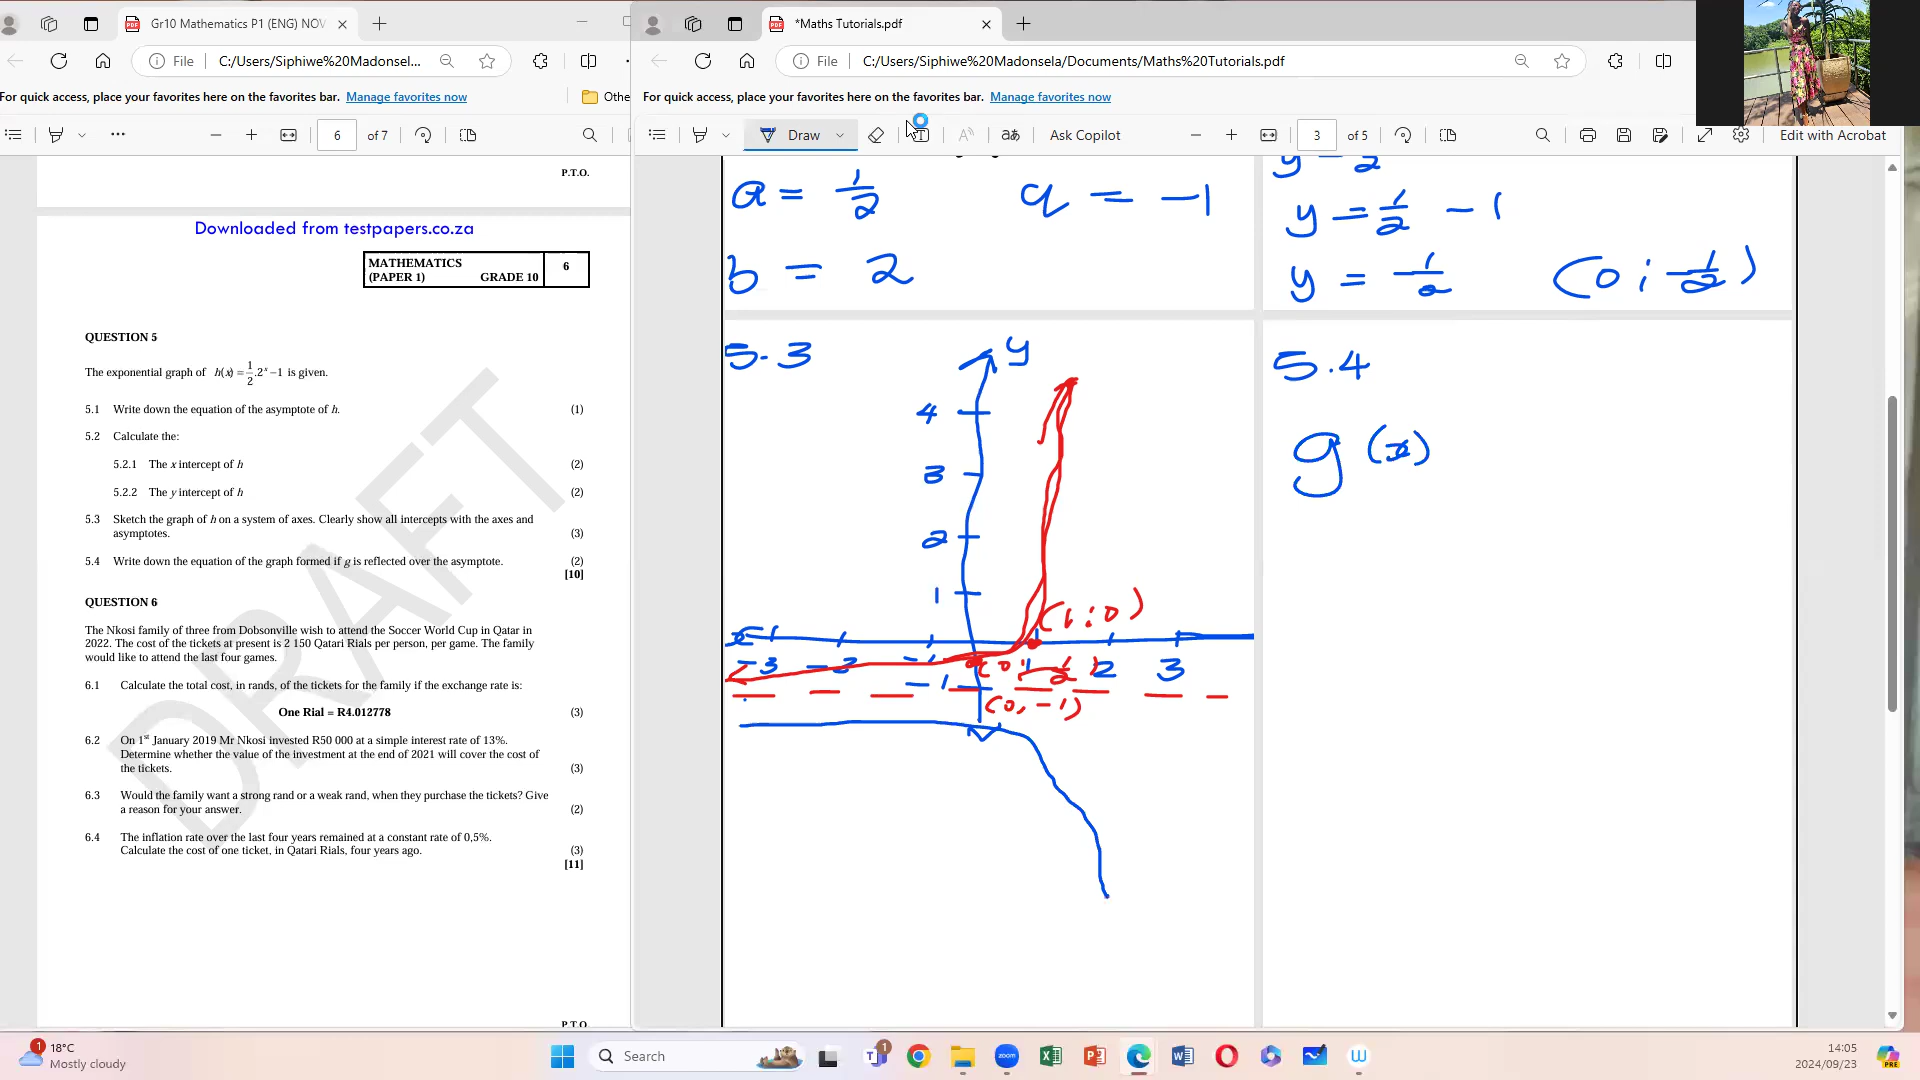 Gr10 Mathematics P1 (ENG) NOV
File C:/Users/Siphiwe%20Madonsel...
For quick access, place your favorites here on the favorites bar. Manage favorites now Othe
6 of 7
P.T.O.
Downloaded from testpapers.co.za
MATHEMATICS
(PAPER 1) GRADE 10 6
QUESTION 5
The exponential graph of h(x) = 1/2 .2^x − 1 is given.
5.1 Write down the equation of the asymptote of h. (1)
5.2 Calculate the:
5.2.1 The x intercept of h (2)
5.2.2 The y intercept of h (2)
5.3 Sketch the graph of h on a system of axes. Clearly show all intercepts with the axes and
asymptotes. (3)
5.4 Write down the equation of the graph formed if g is reflected over the asymptote. (2)
[10]
QUESTION 6
The Nkosi family of three from Dobsonville wish to attend the Soccer World Cup in Qatar in
2022. The cost of the tickets at present is 2 150 Qatari Rials per person, per game. The family
would like to attend the last four games.
6.1 Calculate the total cost, in rands, of the tickets for the family if the exchange rate is:
One Rial = R4.012778 (3)
6.2 On 1st January 2019 Mr Nkosi invested R50 000 at a simple interest rate of 13%.
Determine whether the value of the investment at the end of 2021 will cover the cost of
the tickets. (3)
6.3 Would the family want a strong rand or a weak rand, when they purchase the tickets? Give
a reason for your answer. (2)
6.4 The inflation rate over the last four years remained at a constant rate of 0,5%.
Calculate the cost of one ticket, in Qatari Rials, four years ago. (3)
[11]
P.T.O
DRAFT
*Maths Tutorials.pdf
File C:/Users/Siphiwe%20Madonsela/Documents/Maths%20Tutorials.pdf
For quick access, place your favorites here on the favorites bar. Manage favorites now
Draw Ask Copilot 3 of 5 Edit with Acrobat
a = 1/2 q = −1
b = 2
y = 1/2 − 1
y = −1/2 (0 ; −1/2)
5.3
y
4
3
2
1
(1 ; 0)
−3 −2 −1 1 2 3
(0 ; −1/2)
−1
(0, −1)
5.4
g (x)
18°C
Mostly cloudy
Search
14:05
2024/09/23